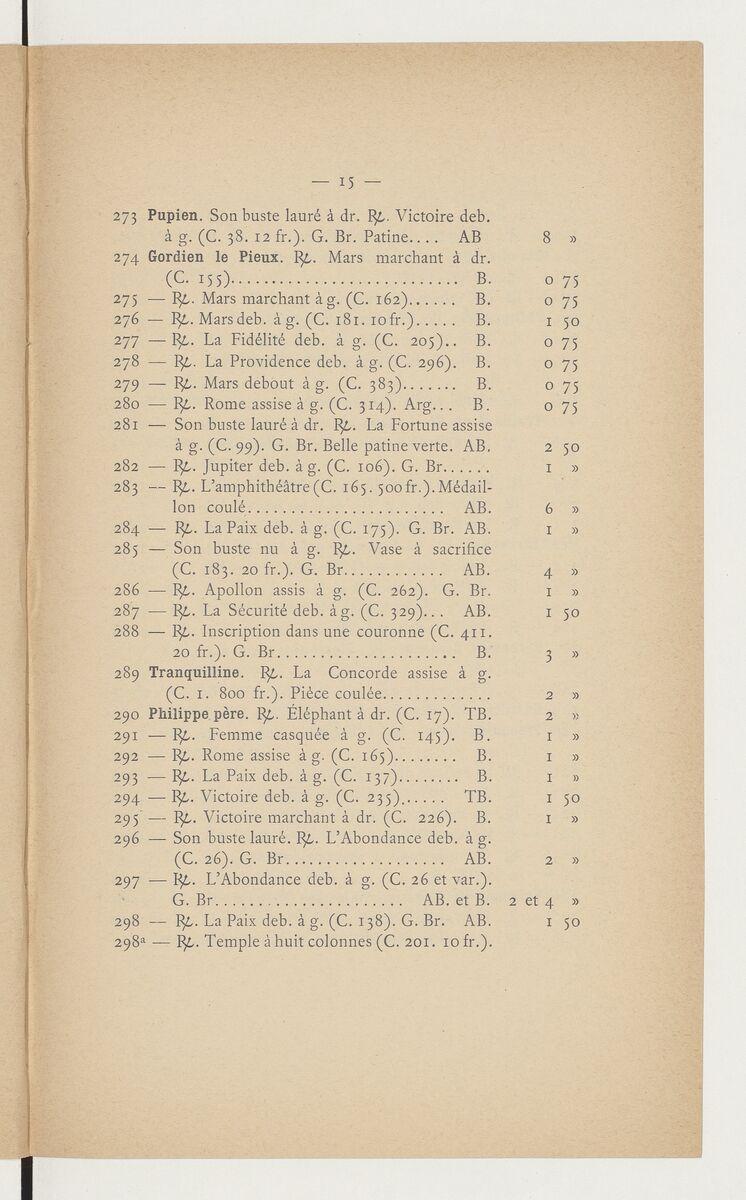 — 15 —
273 Pupien. Son buste lauré à dr. ℞. Victoire deb.
à g. (C. 38. 12 fr.). G. Br. Patine.... AB 8 »
274 Gordien le Pieux. ℞. Mars marchant à dr.
(C. 155)............................ B. 0 75
275 — ℞. Mars marchant à g. (C. 162)...... B. 0 75
276 — ℞. Mars deb. à g. (C. 181. 10 fr.)..... B. 1 50
277 — ℞. La Fidélité deb. à g. (C. 205).. B. 0 75
278 — ℞. La Providence deb. à g. (C. 296). B. 0 75
279 — ℞. Mars debout à g. (C. 383)....... B. 0 75
280 — ℞. Rome assise à g. (C. 314). Arg... B. 0 75
281 — Son buste lauré à dr. ℞. La Fortune assise
à g. (C. 99). G. Br. Belle patine verte. AB. 2 50
282 — ℞. Jupiter deb. à g. (C. 106). G. Br...... 1 »
283 — ℞. L'amphithéâtre (C. 165. 500 fr.). Médail-
lon coulé....................... AB. 6 »
284 — ℞. La Paix deb. à g. (C. 175). G. Br. AB. 1 »
285 — Son buste nu à g. ℞. Vase à sacrifice
(C. 183. 20 fr.). G. Br............ AB. 4 »
286 — ℞. Apollon assis à g. (C. 262). G. Br. 1 »
287 — ℞. La Sécurité deb. à g. (C. 329)... AB. 1 50
288 — ℞. Inscription dans une couronne (C. 411.
20 fr.). G. Br..................... B. 3 »
289 Tranquilline. ℞. La Concorde assise à g.
(C. 1. 800 fr.). Pièce coulée............. 2 »
290 Philippe père. ℞. Éléphant à dr. (C. 17). TB. 2 »
291 — ℞. Femme casquée à g. (C. 145). B. 1 »
292 — ℞. Rome assise à g. (C. 165)........ B. 1 »
293 — ℞. La Paix deb. à g. (C. 137)........ B. 1 »
294 — ℞. Victoire deb. à g. (C. 235)...... TB. 1 50
295 — ℞. Victoire marchant à dr. (C. 226). B. 1 »
296 — Son buste lauré. ℞. L'Abondance deb. à g.
(C. 26). G. Br................... AB. 2 »
297 — ℞. L'Abondance deb. à g. (C. 26 et var.).
G. Br...................... AB. et B. 2 et 4 »
298 — ℞. La Paix deb. à g. (C. 138). G. Br. AB. 1 50
298ª — ℞. Temple à huit colonnes (C. 201. 10 fr.).